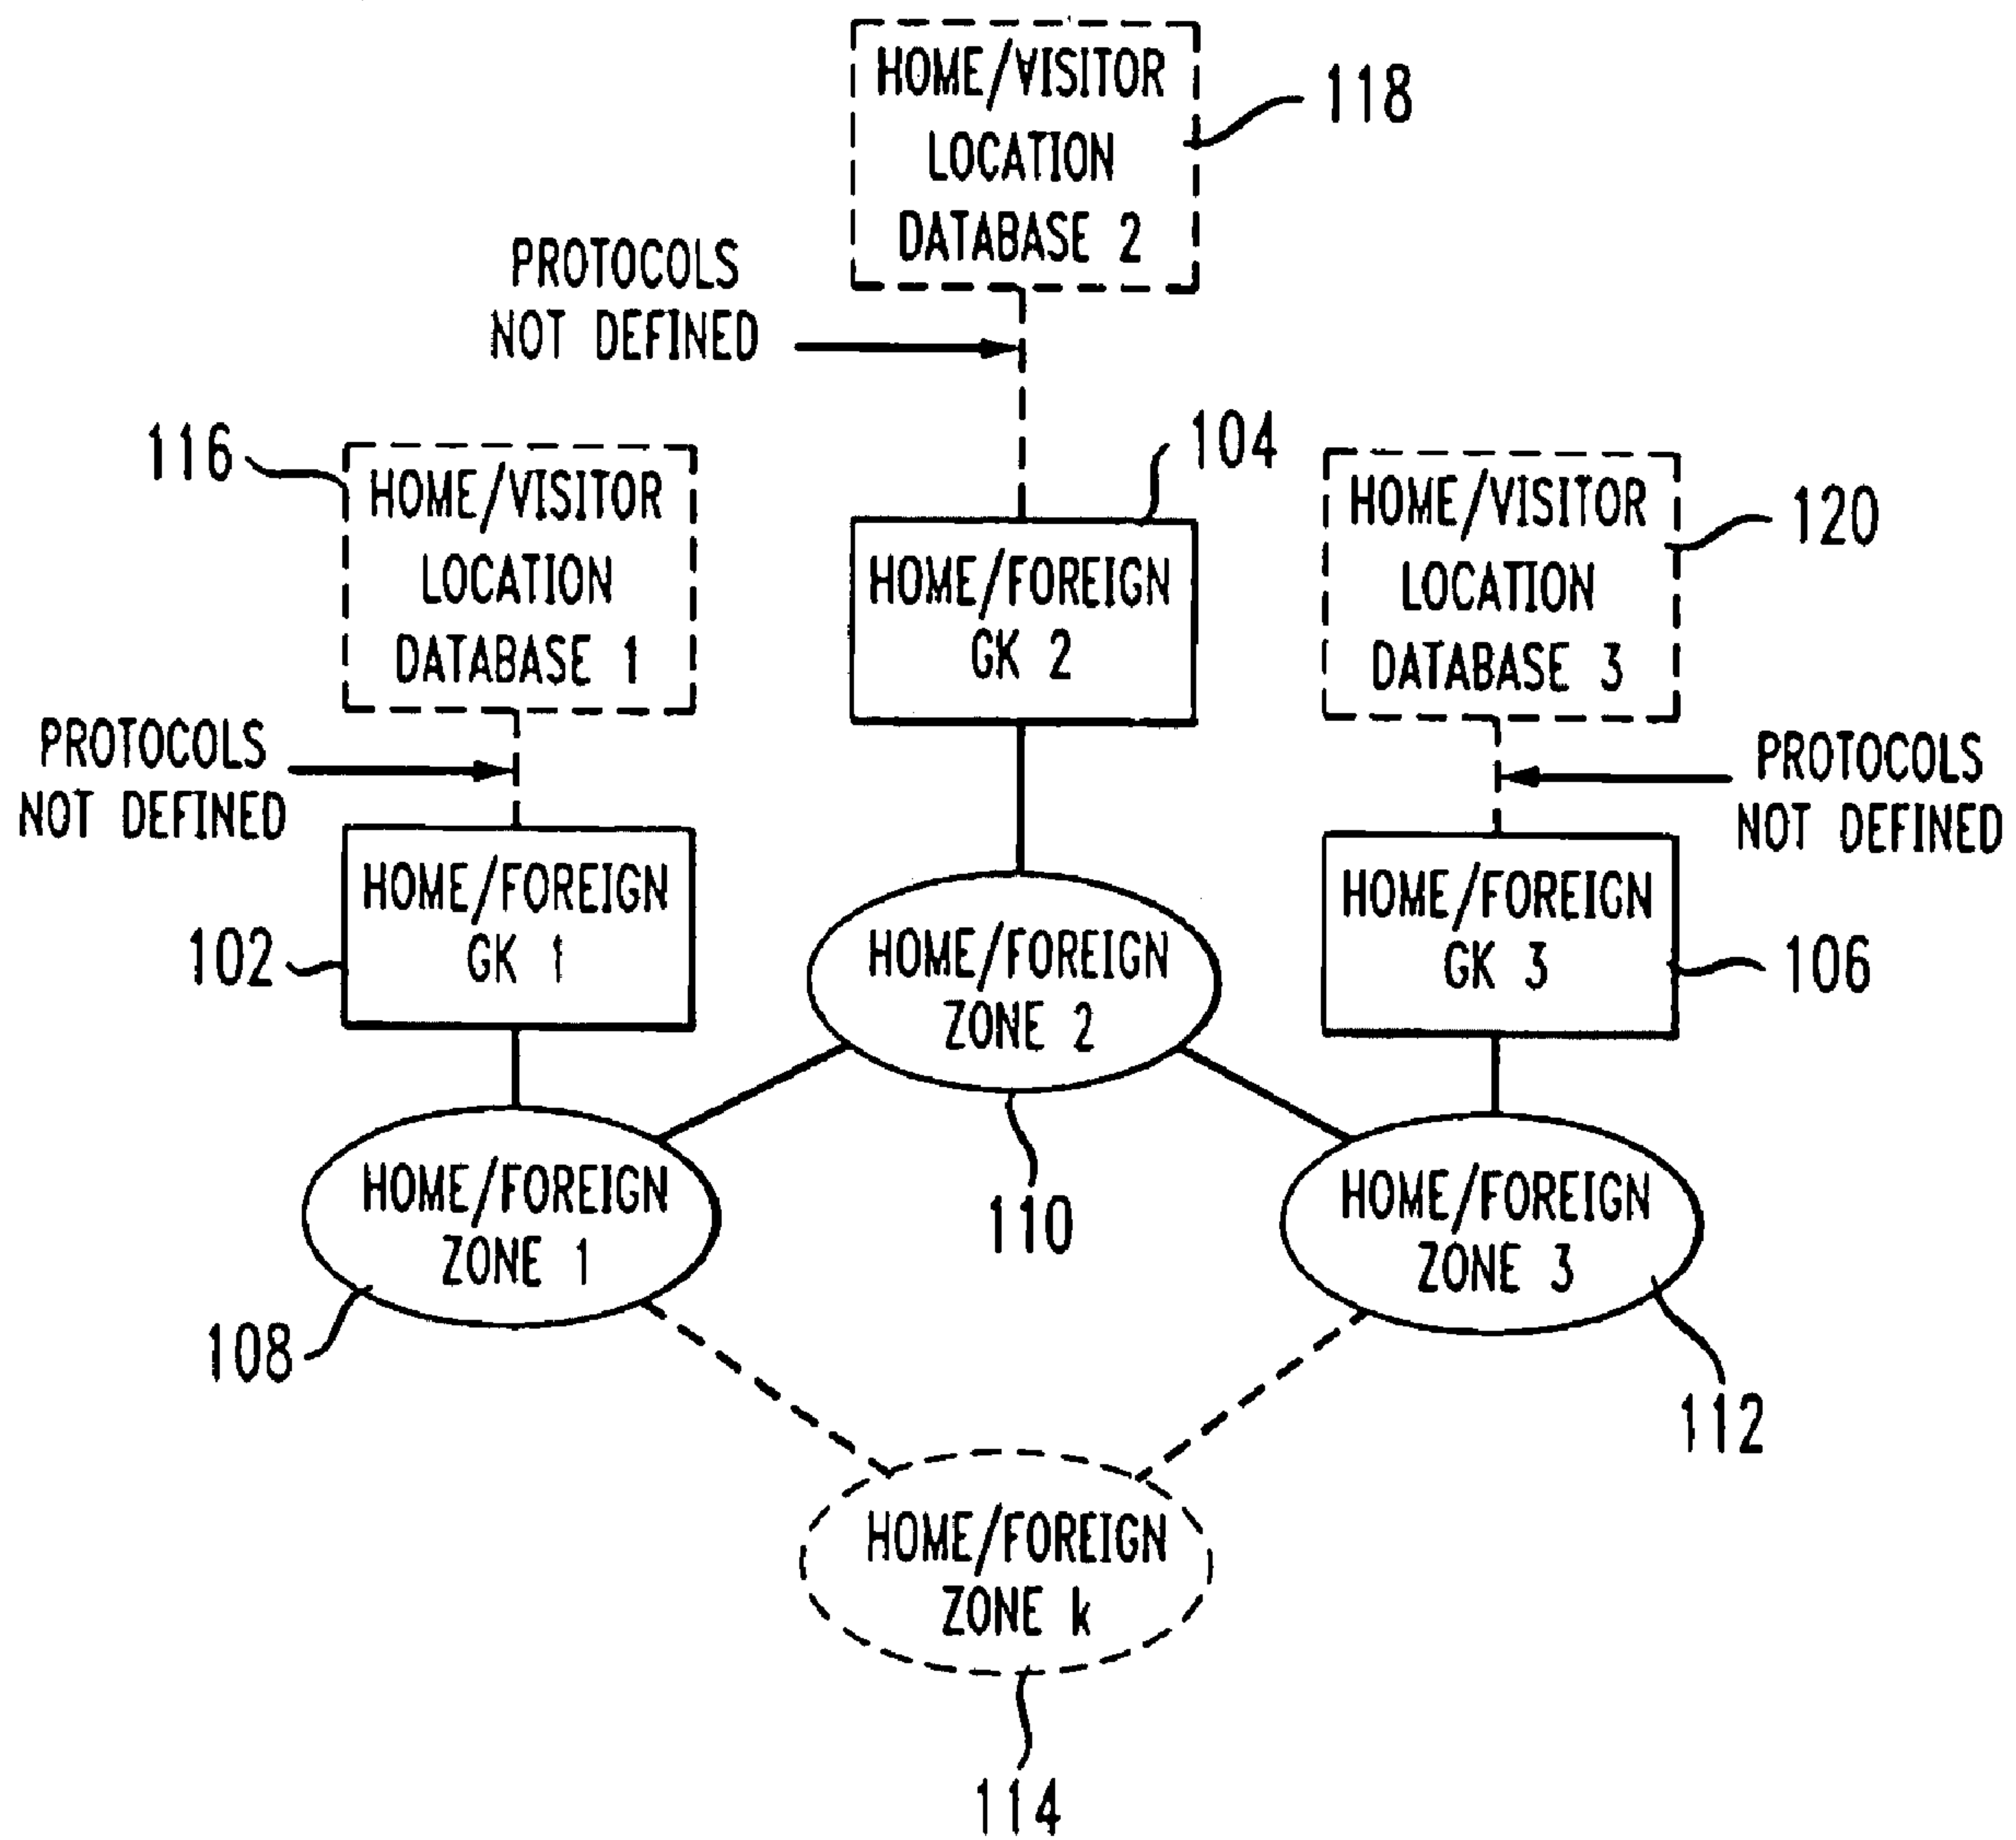 HOME/VISITOR
LOCATION
DATABASE 2
118
PROTOCOLS
NOT DEFINED
104
116
HOME/VISITOR
LOCATION
DATABASE 1
HOME/FOREIGN
GK 2
HOME/VISITOR
LOCATION
DATABASE 3
120
PROTOCOLS
NOT DEFINED
PROTOCOLS
NOT DEFINED
HOME/FOREIGN
GK 1
102
HOME/FOREIGN
ZONE 2
HOME/FOREIGN
GK 3
106
HOME/FOREIGN
ZONE 1
110
HOME/FOREIGN
ZONE 3
108
112
HOME/FOREIGN
ZONE k
114